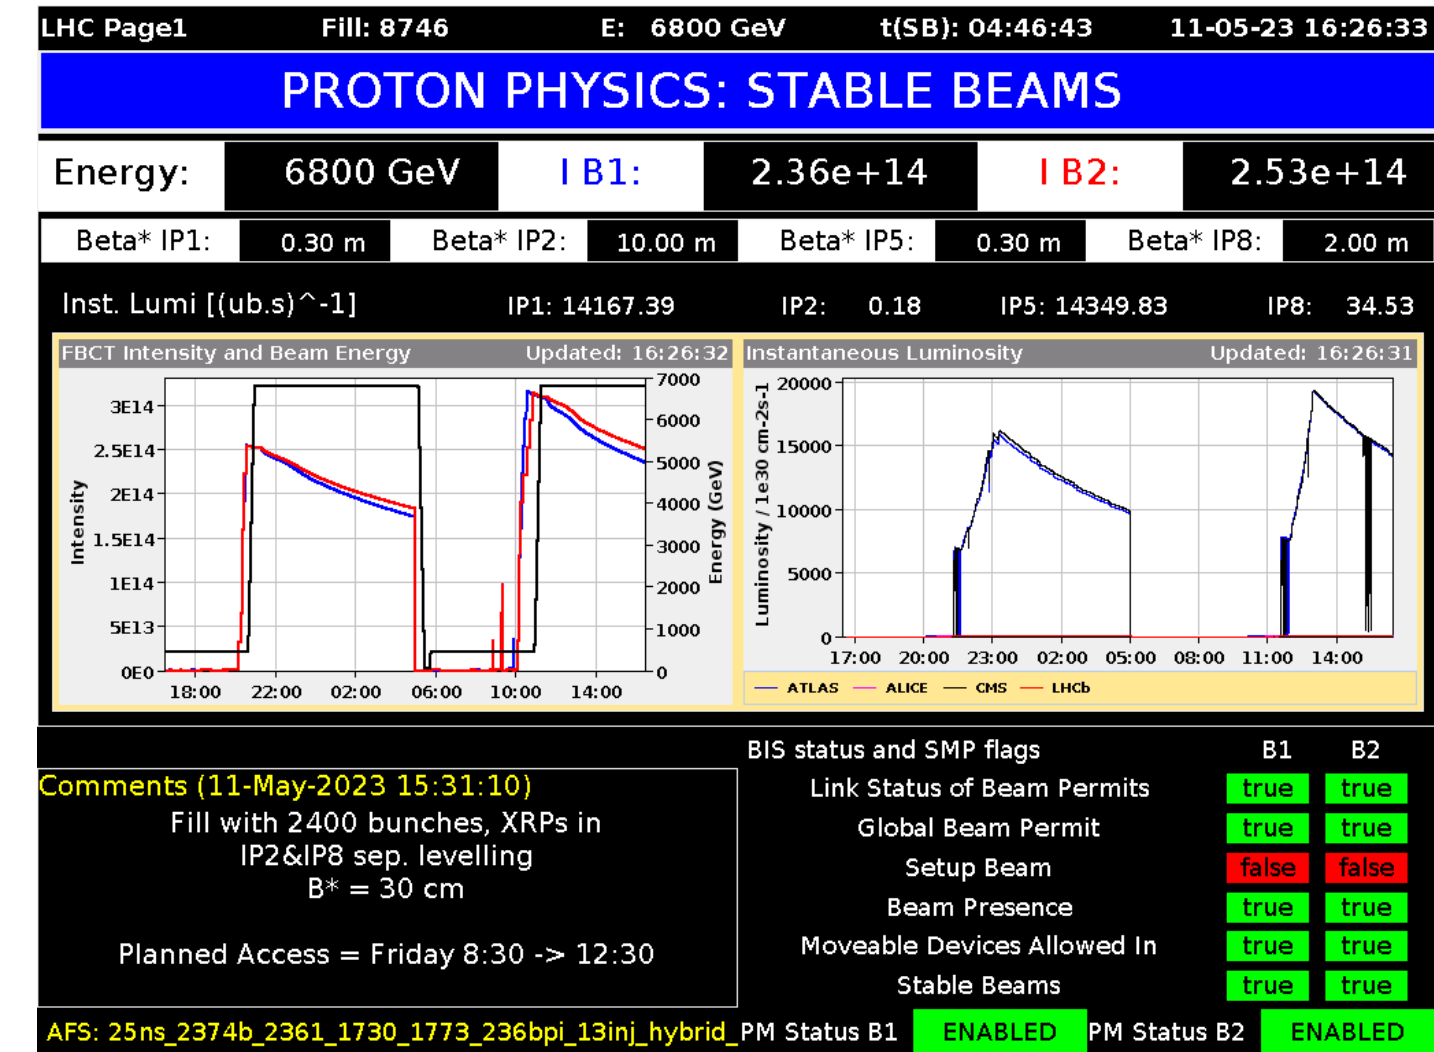 LHC Page1 Fill: 8746 E: 6800 GeV t(SB): 04:46:43 11-05-23 16:26:33
PROTON PHYSICS: STABLE BEAMS
Energy: 6800 GeV I B1: 2.36e+14 I B2: 2.53e+14
Beta* IP1: 0.30 m Beta* IP2: 10.00 m Beta* IP5: 0.30 m Beta* IP8: 2.00 m
Inst. Lumi [(ub.s)^-1] IP1: 14167.39 IP2: 0.18 IP5: 14349.83 IP8: 34.53
FBCT Intensity and Beam Energy Updated: 16:26:32
Intensity
3E14
2.5E14
2E14
1.5E14
1E14
5E13
0E0
7000
6000
5000
4000
3000
2000
1000
0
Energy (GeV)
18:00 22:00 02:00 06:00 10:00 14:00
Instantaneous Luminosity Updated: 16:26:31
Luminosity / 1e30 cm-2s-1
20000
15000
10000
5000
0
17:00 20:00 23:00 02:00 05:00 08:00 11:00 14:00
ATLAS ALICE CMS LHCb
Comments (11-May-2023 15:31:10)
Fill with 2400 bunches, XRPs in
IP2&IP8 sep. levelling
B* = 30 cm
Planned Access = Friday 8:30 -> 12:30
BIS status and SMP flags B1 B2
Link Status of Beam Permits true true
Global Beam Permit true true
Setup Beam false false
Beam Presence true true
Moveable Devices Allowed In true true
Stable Beams true true
AFS: 25ns_2374b_2361_1730_1773_236bpi_13inj_hybrid_ PM Status B1 ENABLED PM Status B2 ENABLED